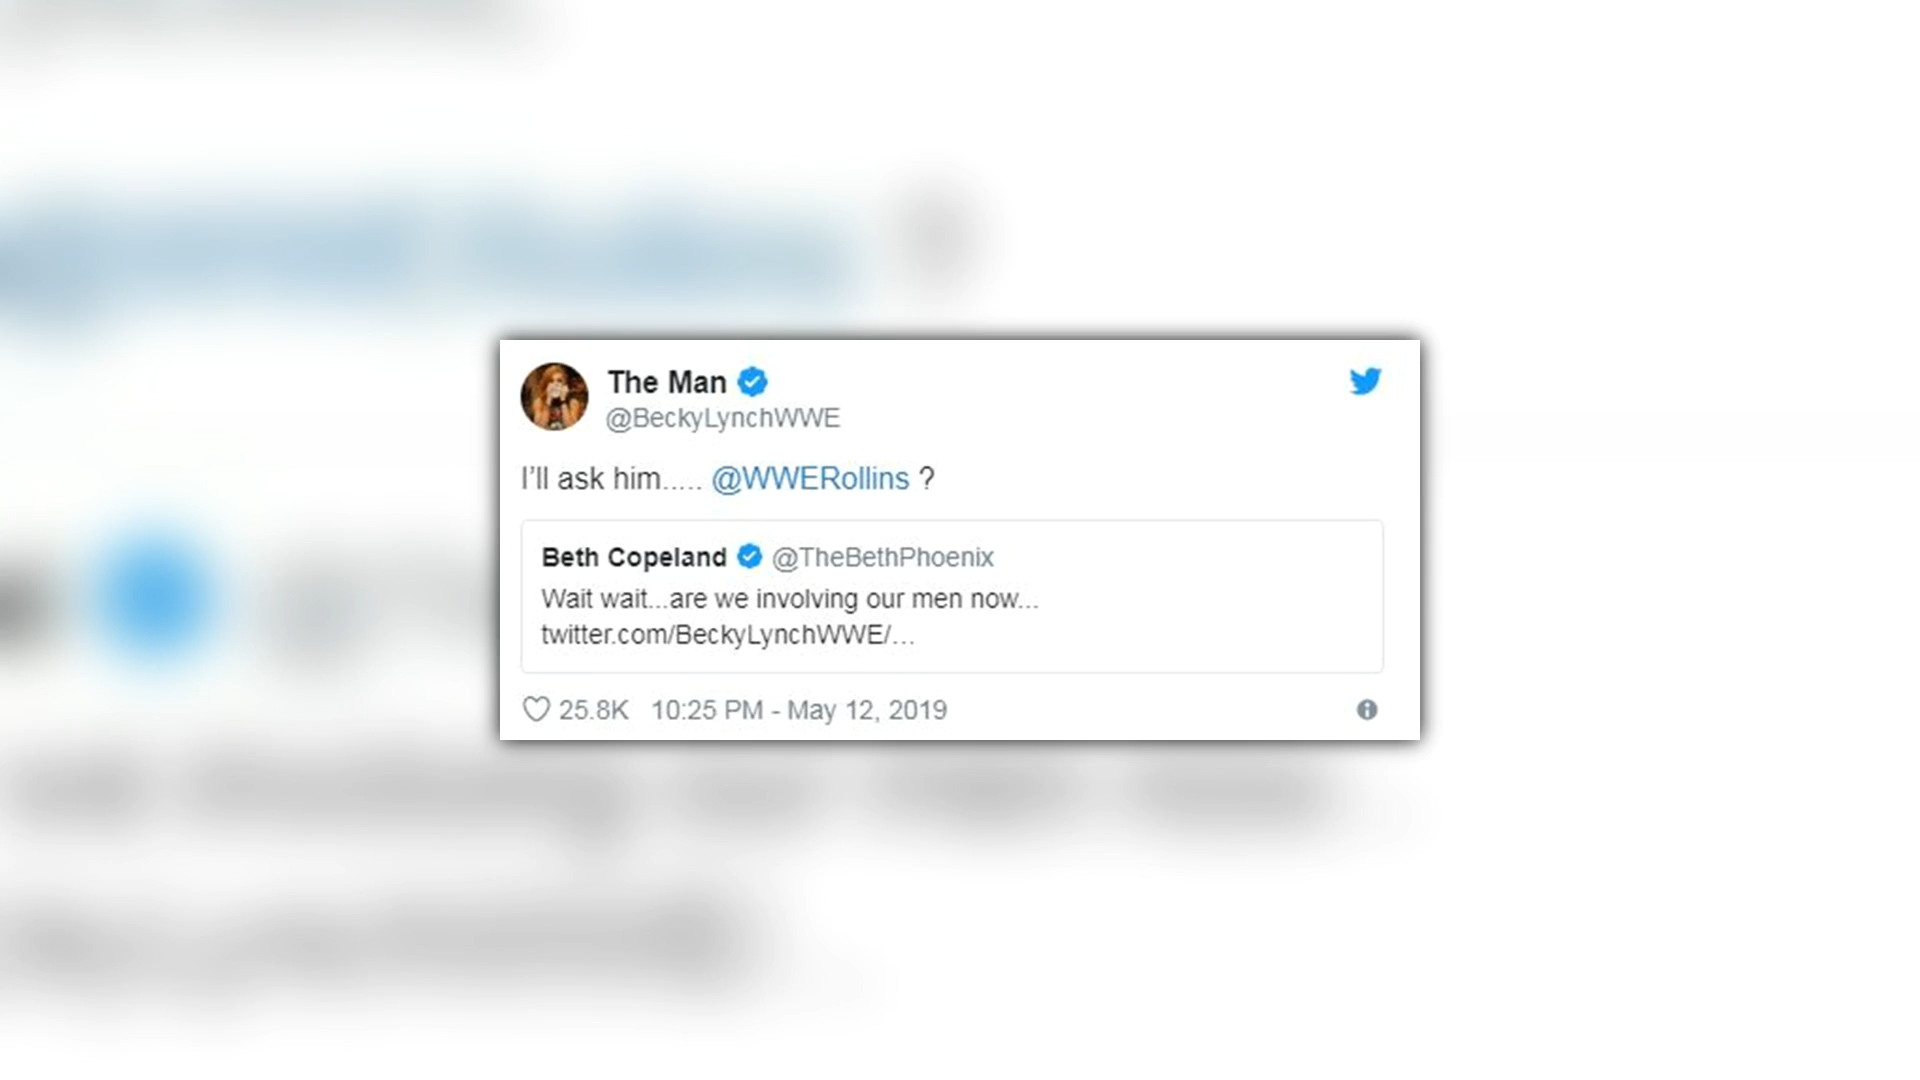 The Man
@BeckyLynchWWE
I'll ask him..... @WWERollins ?
Beth Copeland @TheBethPhoenix
Wait wait...are we involving our men now...
twitter.com/BeckyLynchWWE/...
25.8K 10:25 PM - May 12, 2019